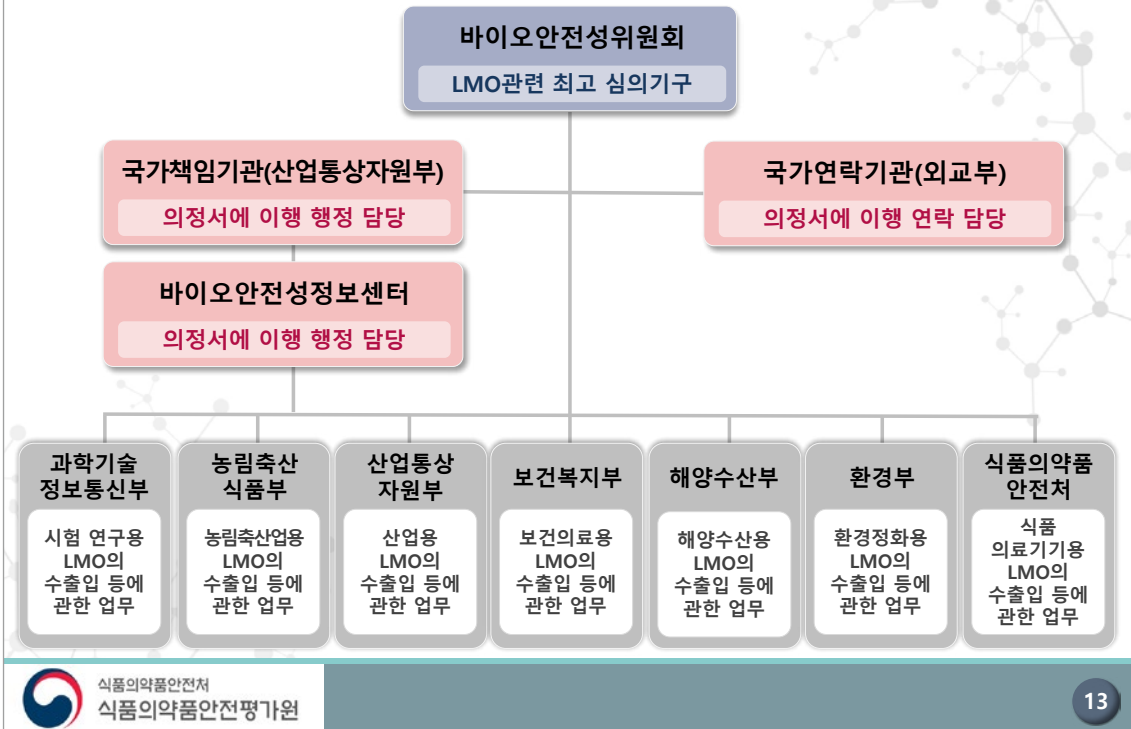 바이오안전성위원회
LMO관련 최고 심의기구
국가책임기관(산업통상자원부)
의정서에 이행 행정 담당
국가연락기관(외교부)
의정서에 이행 연락 담당
바이오안전성정보센터
의정서에 이행 행정 담당
과학기술
정보통신부
시험 연구용
LMO의
수출입 등에
관한 업무
농림축산
식품부
농림축산업용
LMO의
수출입 등에
관한 업무
산업통상
자원부
산업용
LMO의
수출입 등에
관한 업무
보건복지부
보건의료용
LMO의
수출입 등에
관한 업무
해양수산부
해양수산용
LMO의
수출입 등에
관한 업무
환경부
환경정화용
LMO의
수출입 등에
관한 업무
식품의약품
안전처
식품
의료기기용
LMO의
수출입 등에
관한 업무
식품의약품안전처
식품의약품안전평가원
13